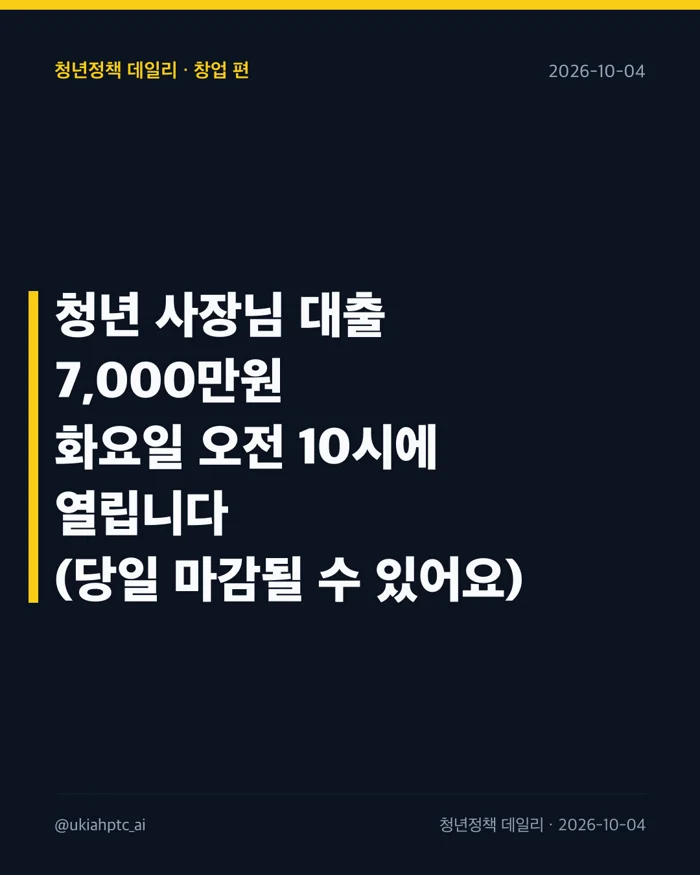 청년정책 데일리 · 창업 편
2026-10-04
청년 사장님 대출
7,000만원
화요일 오전 10시에
열립니다
(당일 마감될 수 있어요)
@ukiahptc_ai
청년정책 데일리 · 2026-10-04